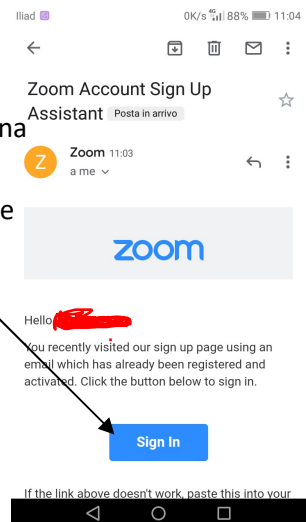 Iliad 0K/s 4G 88% 11:04
Zoom Account Sign Up
Assistant Posta in arrivo
na
Z Zoom 11:03
a me
e
zoom
Hello
You recently visited our sign up page using an
email which has already been registered and
activated. Click the button below to sign in.
Sign In
If the link above doesn't work, paste this into your